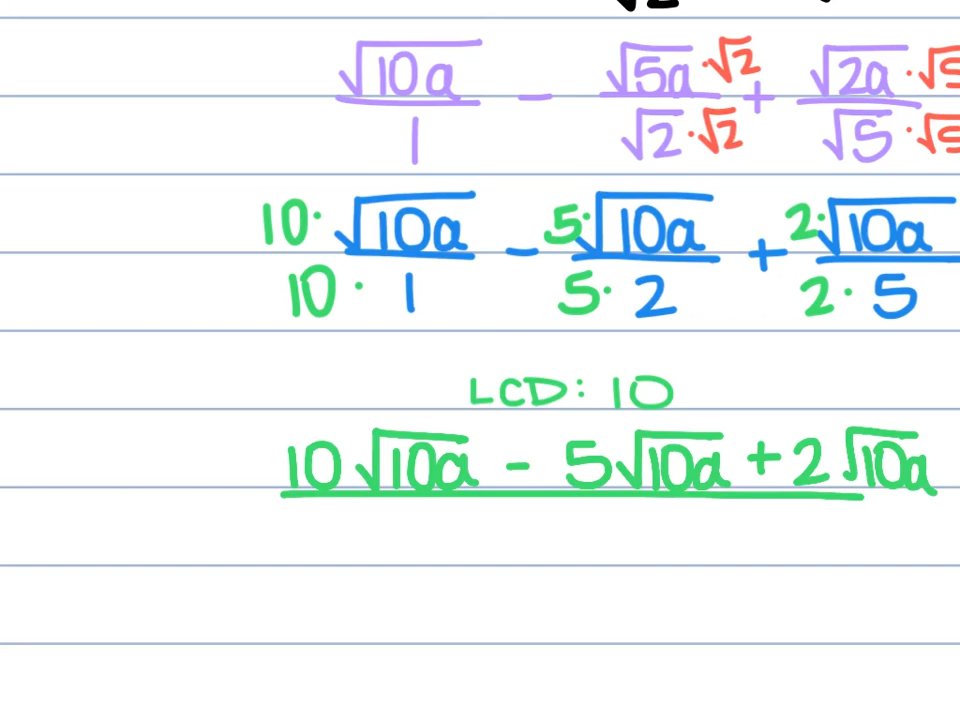 √10a/1 - √5a·√2/√2·√2 + √2a·√5/√5·√5
10·√10a/10·1 - 5·√10a/5·2 + 2·√10a/2·5
LCD: 10
10√10a - 5√10a + 2√10a